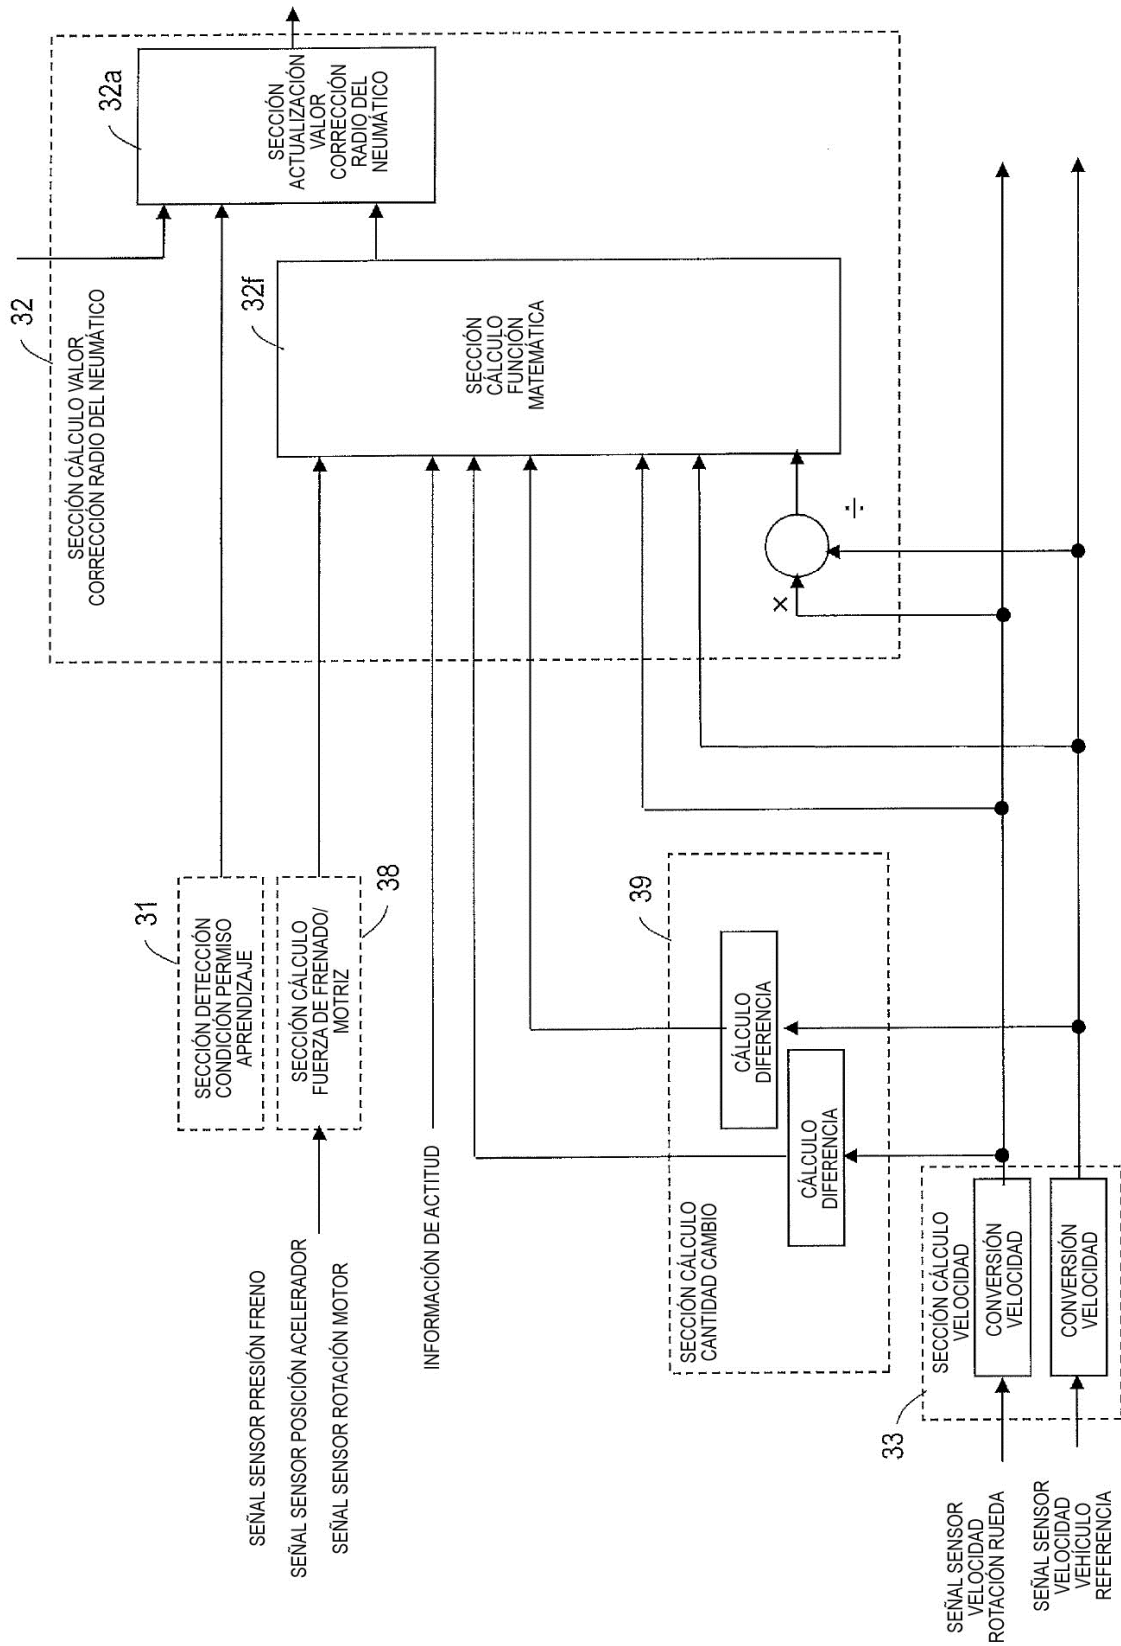 32
SECCIÓN CÁLCULO VALOR
CORRECCIÓN RADIO DEL NEUMÁTICO
32a
SECCIÓN
ACTUALIZACIÓN
VALOR
CORRECCIÓN
RADIO DEL
NEUMÁTICO
32f
SECCIÓN
CÁLCULO
FUNCIÓN
MATEMÁTICA
×
÷
31
SECCIÓN DETECCIÓN
CONDICIÓN PERMISO
APRENDIZAJE
38
SECCIÓN CÁLCULO
FUERZA DE FRENADO/
MOTRIZ
SEÑAL SENSOR PRESIÓN FRENO
SEÑAL SENSOR POSICIÓN ACELERADOR
SEÑAL SENSOR ROTACIÓN MOTOR
INFORMACIÓN DE ACTITUD
39
SECCIÓN CÁLCULO
CANTIDAD CAMBIO
CÁLCULO
DIFERENCIA
CÁLCULO
DIFERENCIA
33
SECCIÓN CÁLCULO
VELOCIDAD
CONVERSIÓN
VELOCIDAD
CONVERSIÓN
VELOCIDAD
SEÑAL SENSOR
VELOCIDAD
ROTACIÓN RUEDA
SEÑAL SENSOR
VELOCIDAD
VEHÍCULO
REFERENCIA